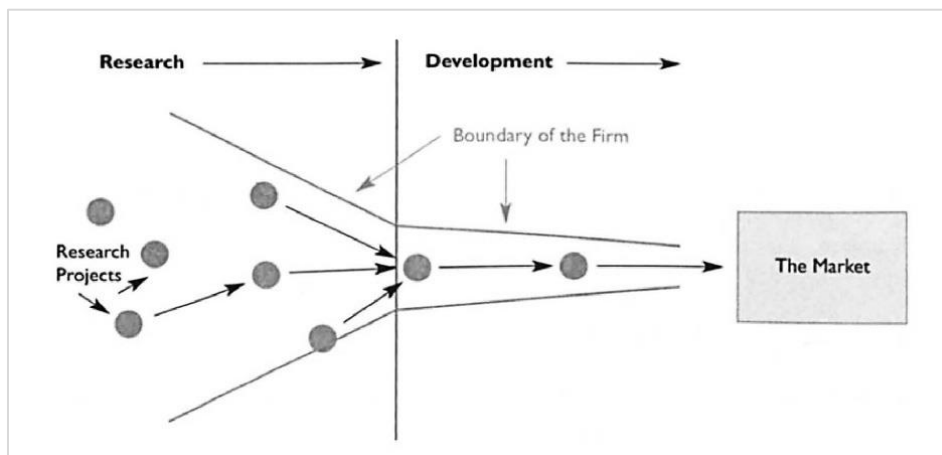 Research
Development
Boundary of the Firm
Research
Projects
The Market